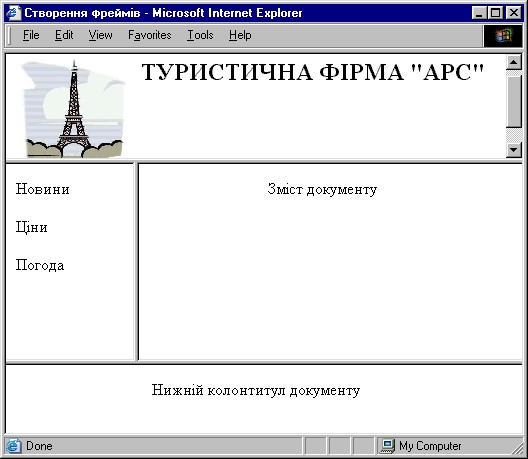 Створення фреймів - Microsoft Internet Explorer
File Edit View Favorites Tools Help
ТУРИСТИЧНА ФІРМА "АРС"
Новини
Ціни
Погода
Зміст документу
Нижній колонтитул документу
Done
My Computer